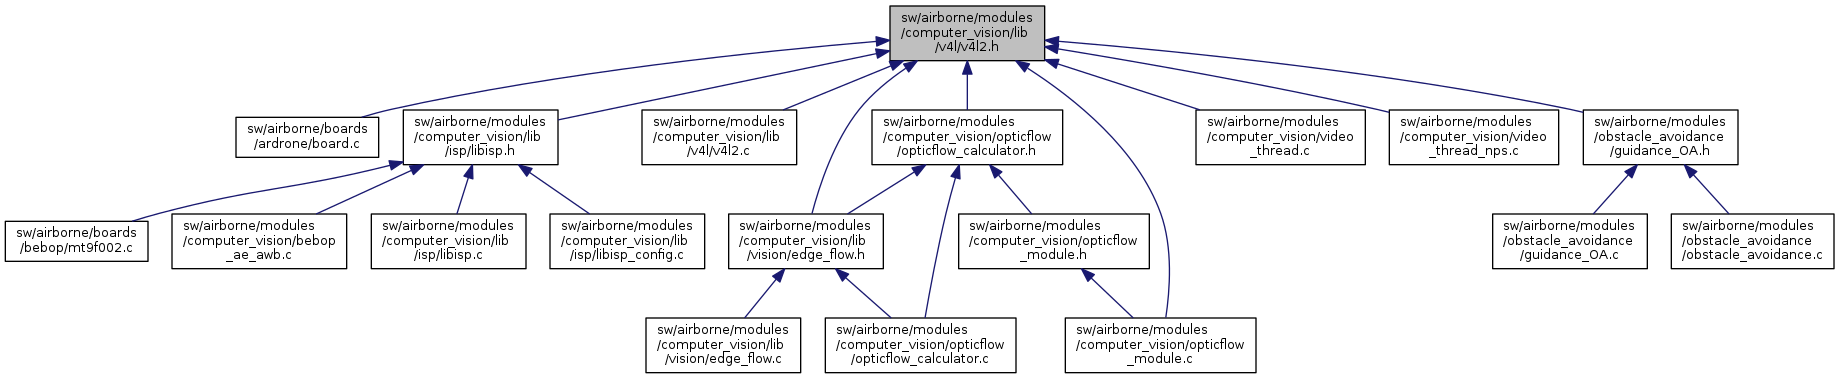 sw/airborne/modules
/computer_vision/lib
/v4l/v4l2.h
sw/airborne/boards
/ardrone/board.c
sw/airborne/modules
/computer_vision/lib
/isp/libisp.h
sw/airborne/modules
/computer_vision/lib
/v4l/v4l2.c
sw/airborne/modules
/computer_vision/opticflow
/opticflow_calculator.h
sw/airborne/modules
/computer_vision/video
_thread.c
sw/airborne/modules
/computer_vision/video
_thread_nps.c
sw/airborne/modules
/obstacle_avoidance
/guidance_OA.h
sw/airborne/boards
/bebop/mt9f002.c
sw/airborne/modules
/computer_vision/bebop
_ae_awb.c
sw/airborne/modules
/computer_vision/lib
/isp/libisp.c
sw/airborne/modules
/computer_vision/lib
/isp/libisp_config.c
sw/airborne/modules
/computer_vision/lib
/vision/edge_flow.h
sw/airborne/modules
/computer_vision/opticflow
_module.h
sw/airborne/modules
/obstacle_avoidance
/guidance_OA.c
sw/airborne/modules
/obstacle_avoidance
/obstacle_avoidance.c
sw/airborne/modules
/computer_vision/lib
/vision/edge_flow.c
sw/airborne/modules
/computer_vision/opticflow
/opticflow_calculator.c
sw/airborne/modules
/computer_vision/opticflow
_module.c